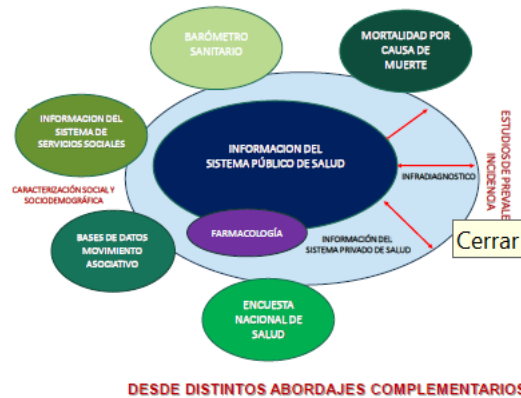 BARÓMETRO
SANITARIO
MORTALIDAD POR
CAUSA DE
MUERTE
INFORMACION DEL
SISTEMA DE
SERVICIOS SOCIALES
INFORMACION DEL
SISTEMA PÚBLICO DE SALUD
ESTUDIOS DE
INCIDENCIA
INFRADIAGNOSTICO
CARACTERIZACIÓN SOCIAL Y
SOCIODEMOGRÁFICA
FARMACOLOGÍA
BASES DE DATOS
MOVIMIENTO
ASOCIATIVO
INFORMACIÓN DEL
SISTEMA PRIVADO DE SALUD
Cerrar
ENCUESTA
NACIONAL DE
SALUD
DESDE DISTINTOS ABORDAJES COMPLEMENTARIOS